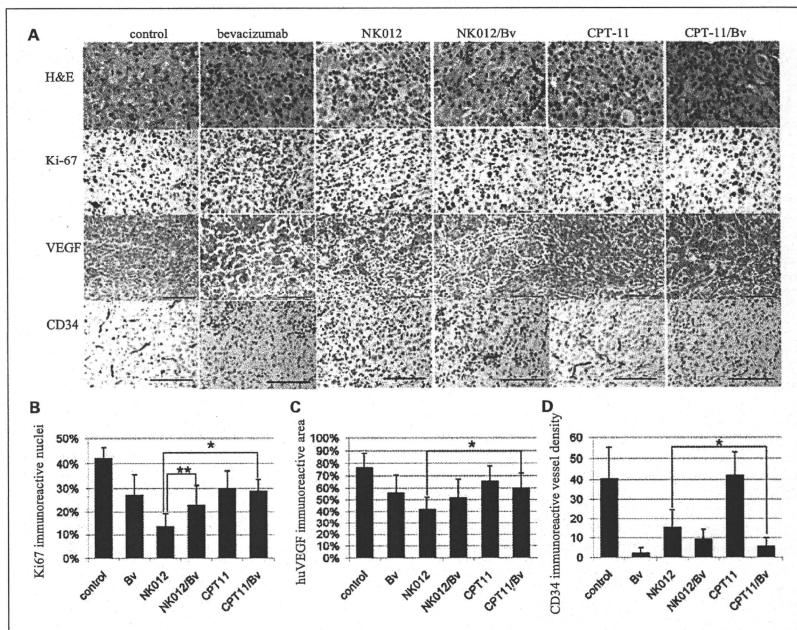 A
control bevacizumab NK012 NK012/Bv CPT-11 CPT-11/Bv
H&E
Ki-67
VEGF
CD34
B
Ki67 immunoreactive nuclei
50%
40%
30%
20%
10%
0%
*
**
control Bv NK012 NK012/Bv CPT11 CPT11/Bv
C
huVEGF immunoreactive area
100%
90%
80%
70%
60%
50%
40%
30%
20%
10%
0%
*
control Bv NK012 NK012/Bv CPT11 CPT11/Bv
D
CD34 immunoreactive vessel density
60
50
40
30
20
10
0
*
control Bv NK012 NK012/Bv CPT11 CPT11/Bv